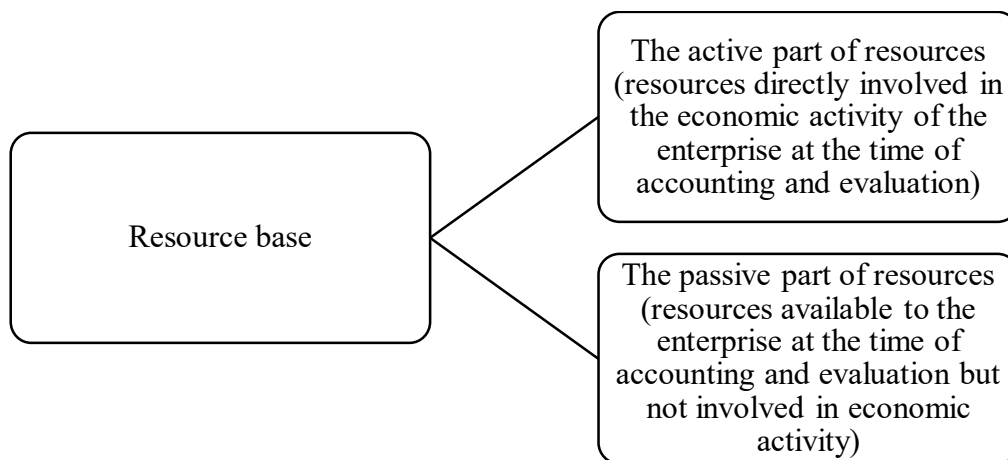 Resource base
The active part of resources
(resources directly involved in
the economic activity of the
enterprise at the time of
accounting and evaluation)
The passive part of resources
(resources available to the
enterprise at the time of
accounting and evaluation but
not involved in economic
activity)